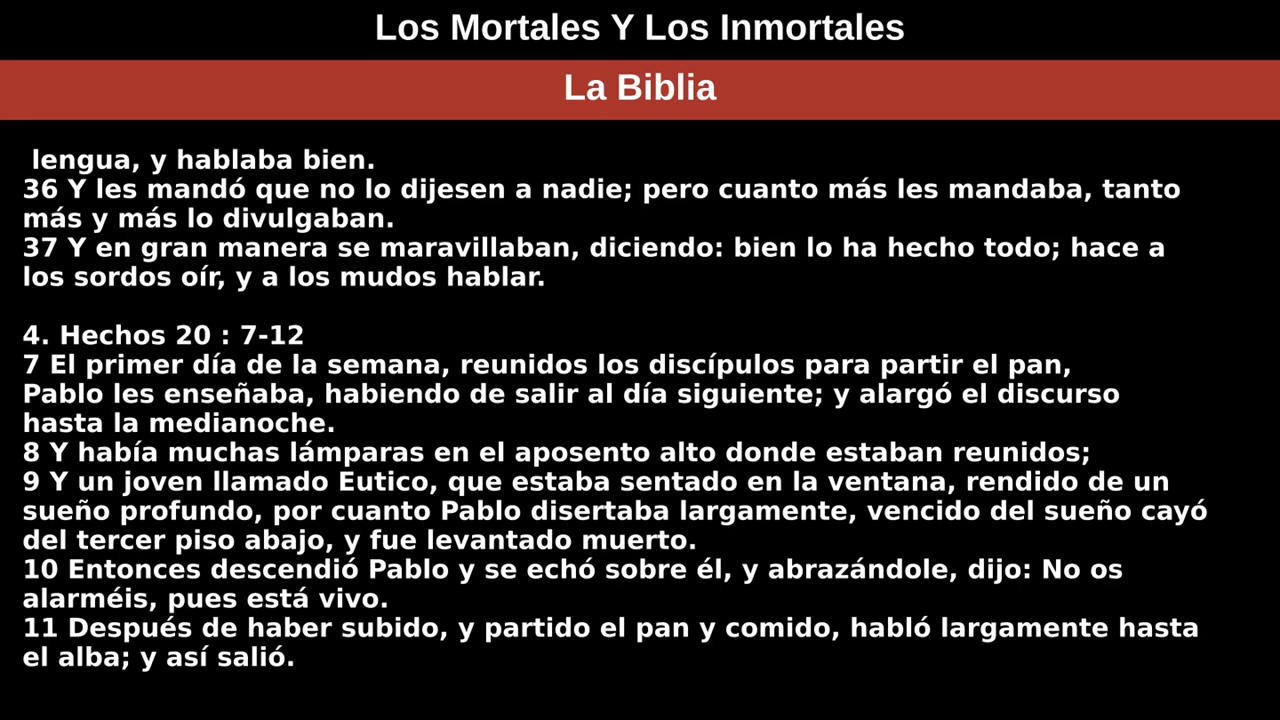 Los Mortales Y Los Inmortales
La Biblia
lengua, y hablaba bien.
36 Y les mandó que no lo dijesen a nadie; pero cuanto más les mandaba, tanto
más y más lo divulgaban.
37 Y en gran manera se maravillaban, diciendo: bien lo ha hecho todo; hace a
los sordos oír, y a los mudos hablar.
4. Hechos 20 : 7-12
7 El primer día de la semana, reunidos los discípulos para partir el pan,
Pablo les enseñaba, habiendo de salir al día siguiente; y alargó el discurso
hasta la medianoche.
8 Y había muchas lámparas en el aposento alto donde estaban reunidos;
9 Y un joven llamado Eutico, que estaba sentado en la ventana, rendido de un
sueño profundo, por cuanto Pablo disertaba largamente, vencido del sueño cayó
del tercer piso abajo, y fue levantado muerto.
10 Entonces descendió Pablo y se echó sobre él, y abrazándole, dijo: No os
alarméis, pues está vivo.
11 Después de haber subido, y partido el pan y comido, habló largamente hasta
el alba; y así salió.